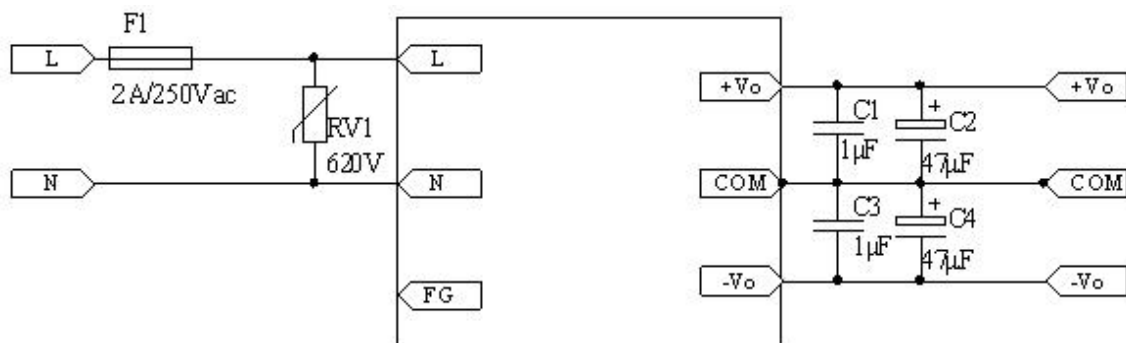 F1
L
2A/250Vac
L
RV1
620V
N
N
FG
+Vo
C1
1μF
+
C2
47μF
+Vo
COM
C3
1μF
+
C4
47μF
COM
-Vo
-Vo